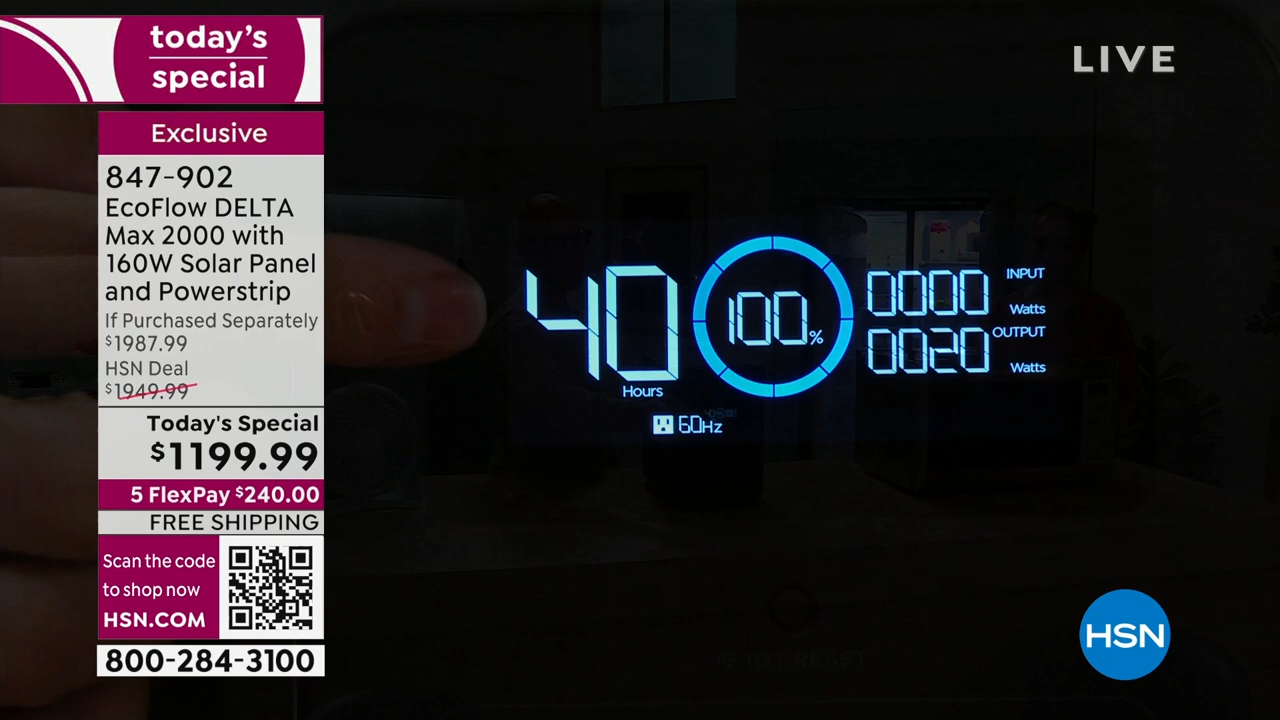 today's
special
LIVE
Exclusive
847-902
EcoFlow DELTA
Max 2000 with
160W Solar Panel
and Powerstrip
If Purchased Separately
$1987.99
HSN Deal
$1949.99
Today's Special
$1199.99
5 FlexPay $240.00
FREE SHIPPING
Scan the code
to shop now
HSN.COM
800-284-3100
40
Hours
100%
0000
INPUT
Watts
0020
OUTPUT
Watts
60Hz
HSN